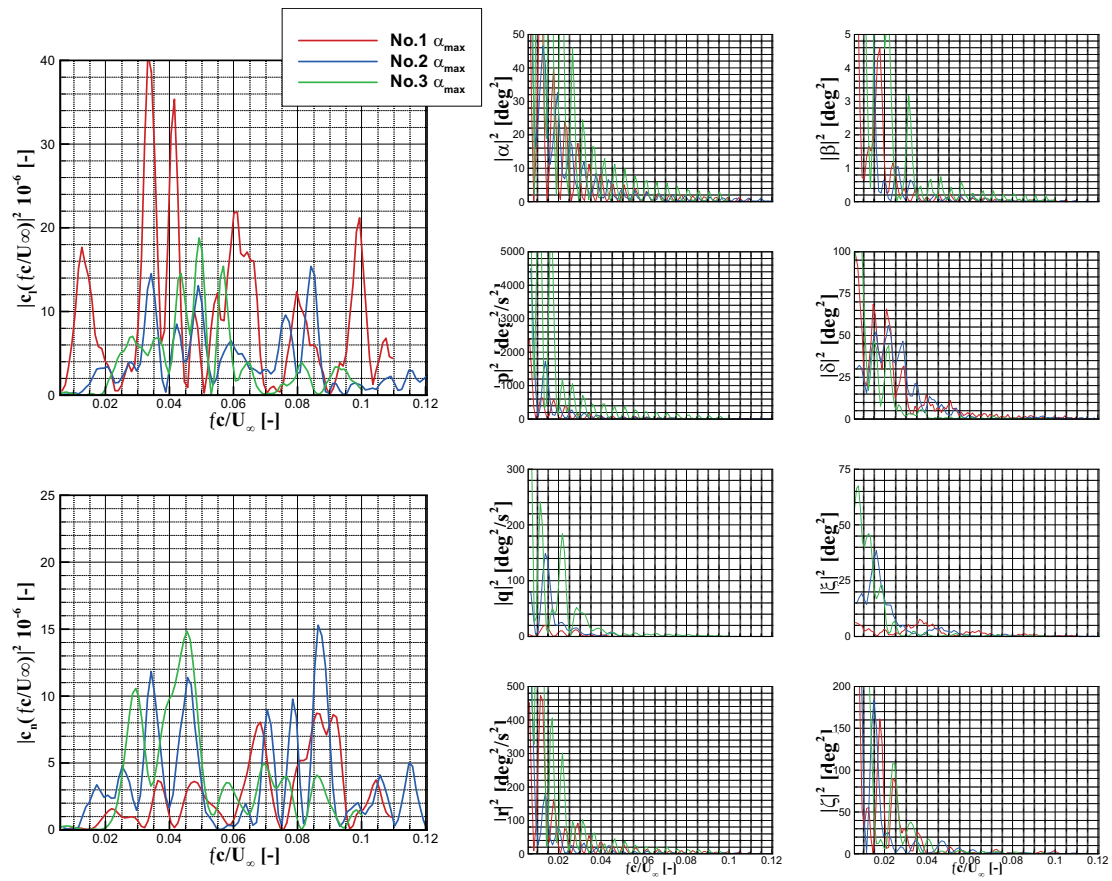 No.1 αmax
No.2 αmax
No.3 αmax
|c_l(fc/U∞)|² 10⁻⁶ [-]
40
30
20
10
0
0.02 0.04 0.06 0.08 0.1 0.12
fc/U∞ [-]
|c_n(fc/U∞)|² 10⁻⁶ [-]
25
20
15
10
5
0
0.02 0.04 0.06 0.08 0.1 0.12
fc/U∞ [-]
|α|² [deg²]
50
40
30
20
10
0
|β|² [deg²]
5
4
3
2
1
0
|p|² [deg²/s²]
5000
4000
3000
2000
1000
0
|δ|² [deg²]
100
75
50
25
0
|q|² [deg²/s²]
300
200
100
0
|ξ|² [deg²]
75
50
25
0
|r|² [deg²/s²]
500
400
300
200
100
0
0.02 0.04 0.06 0.08 0.1 0.12
fc/U∞ [-]
|ζ|² [deg²]
200
150
100
50
0
0.02 0.04 0.06 0.08 0.1 0.12
fc/U∞ [-]